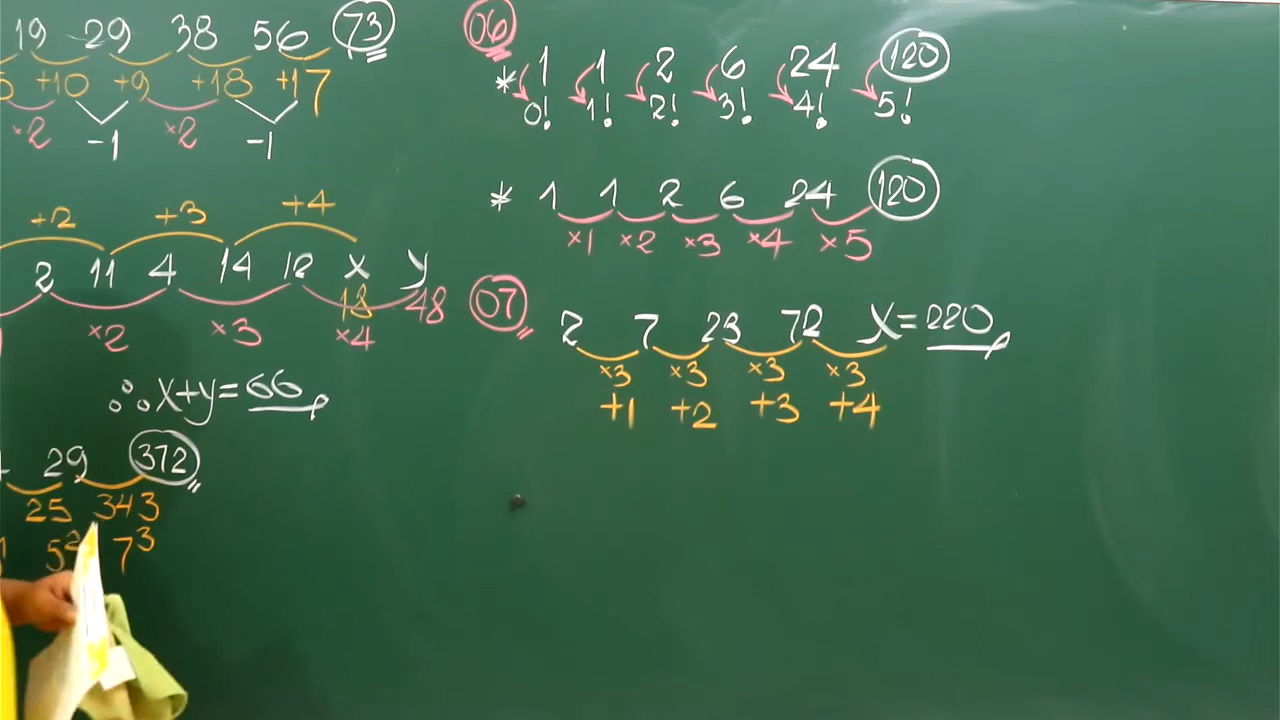 19 29 38 56 73
+10 +9 +18 +17
×2 -1 ×2 -1
+2 +3 +4
2 11 4 14 12 x y
18 48
×2 ×3 ×4
∴ x+y= 66
29 372
25 343
5² 7³
06
* 1 1 2 6 24 120
0! 1! 2! 3! 4! 5!
* 1 1 2 6 24 120
×1 ×2 ×3 ×4 ×5
07
2 7 23 72 X= 220
×3 ×3 ×3 ×3
+1 +2 +3 +4